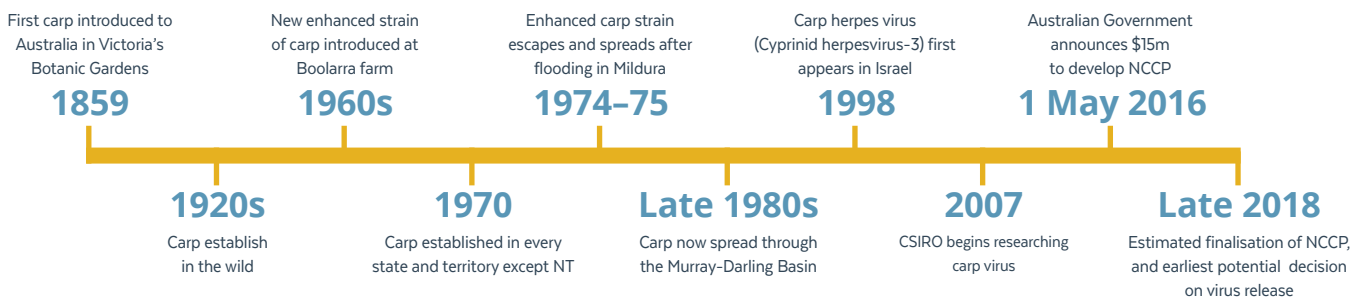 First carp introduced to
Australia in Victoria's
Botanic Gardens
1859
New enhanced strain
of carp introduced at
Boolarra farm
1960s
Enhanced carp strain
escapes and spreads after
flooding in Mildura
1974–75
Carp herpes virus
(Cyprinid herpesvirus-3) first
appears in Israel
1998
Australian Government
announces $15m
to develop NCCP
1 May 2016
1920s
Carp establish
in the wild
1970
Carp established in every
state and territory except NT
Late 1980s
Carp now spread through
the Murray-Darling Basin
2007
CSIRO begins researching
carp virus
Late 2018
Estimated finalisation of NCCP,
and earliest potential decision
on virus release